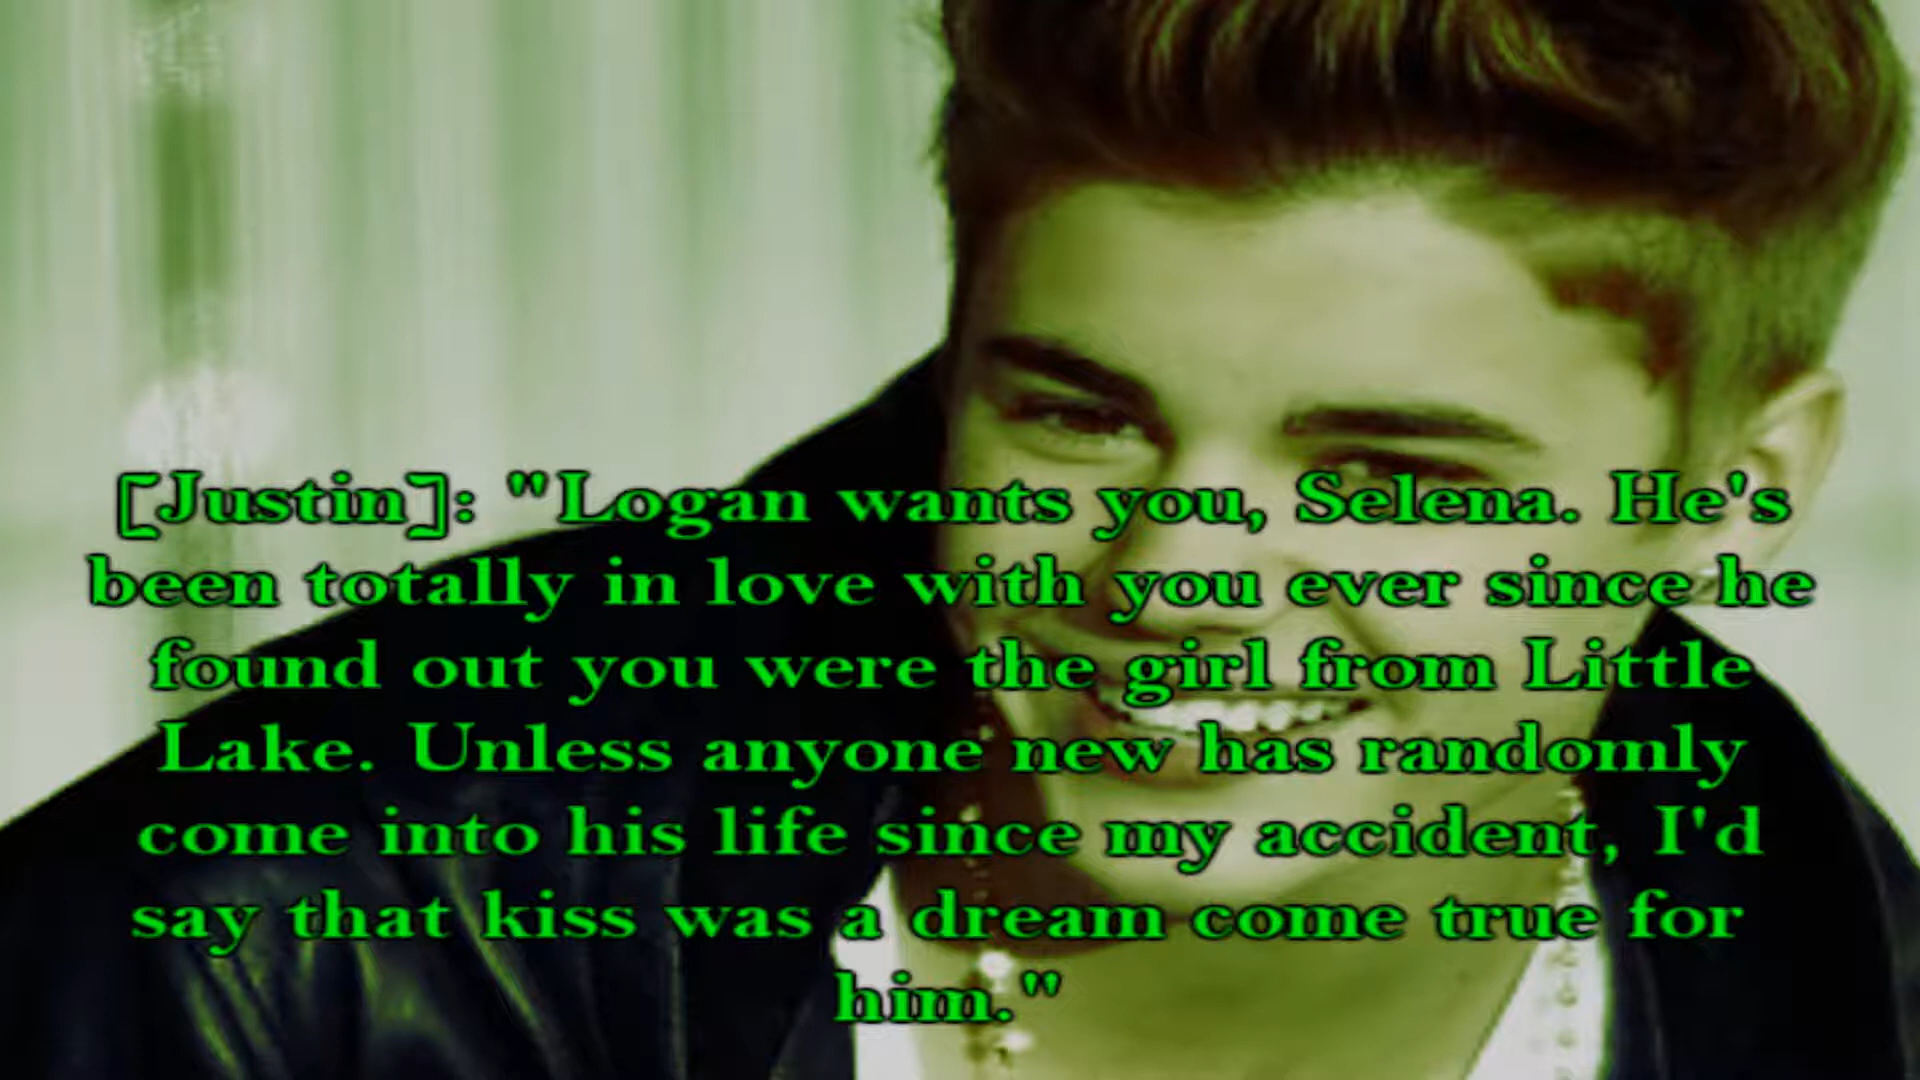 [Justin]: "Logan wants you, Selena. He's
been totally in love with you ever since he
found out you were the girl from Little
Lake. Unless anyone new has randomly
come into his life since my accident, I'd
say that kiss was a dream come true for
him."